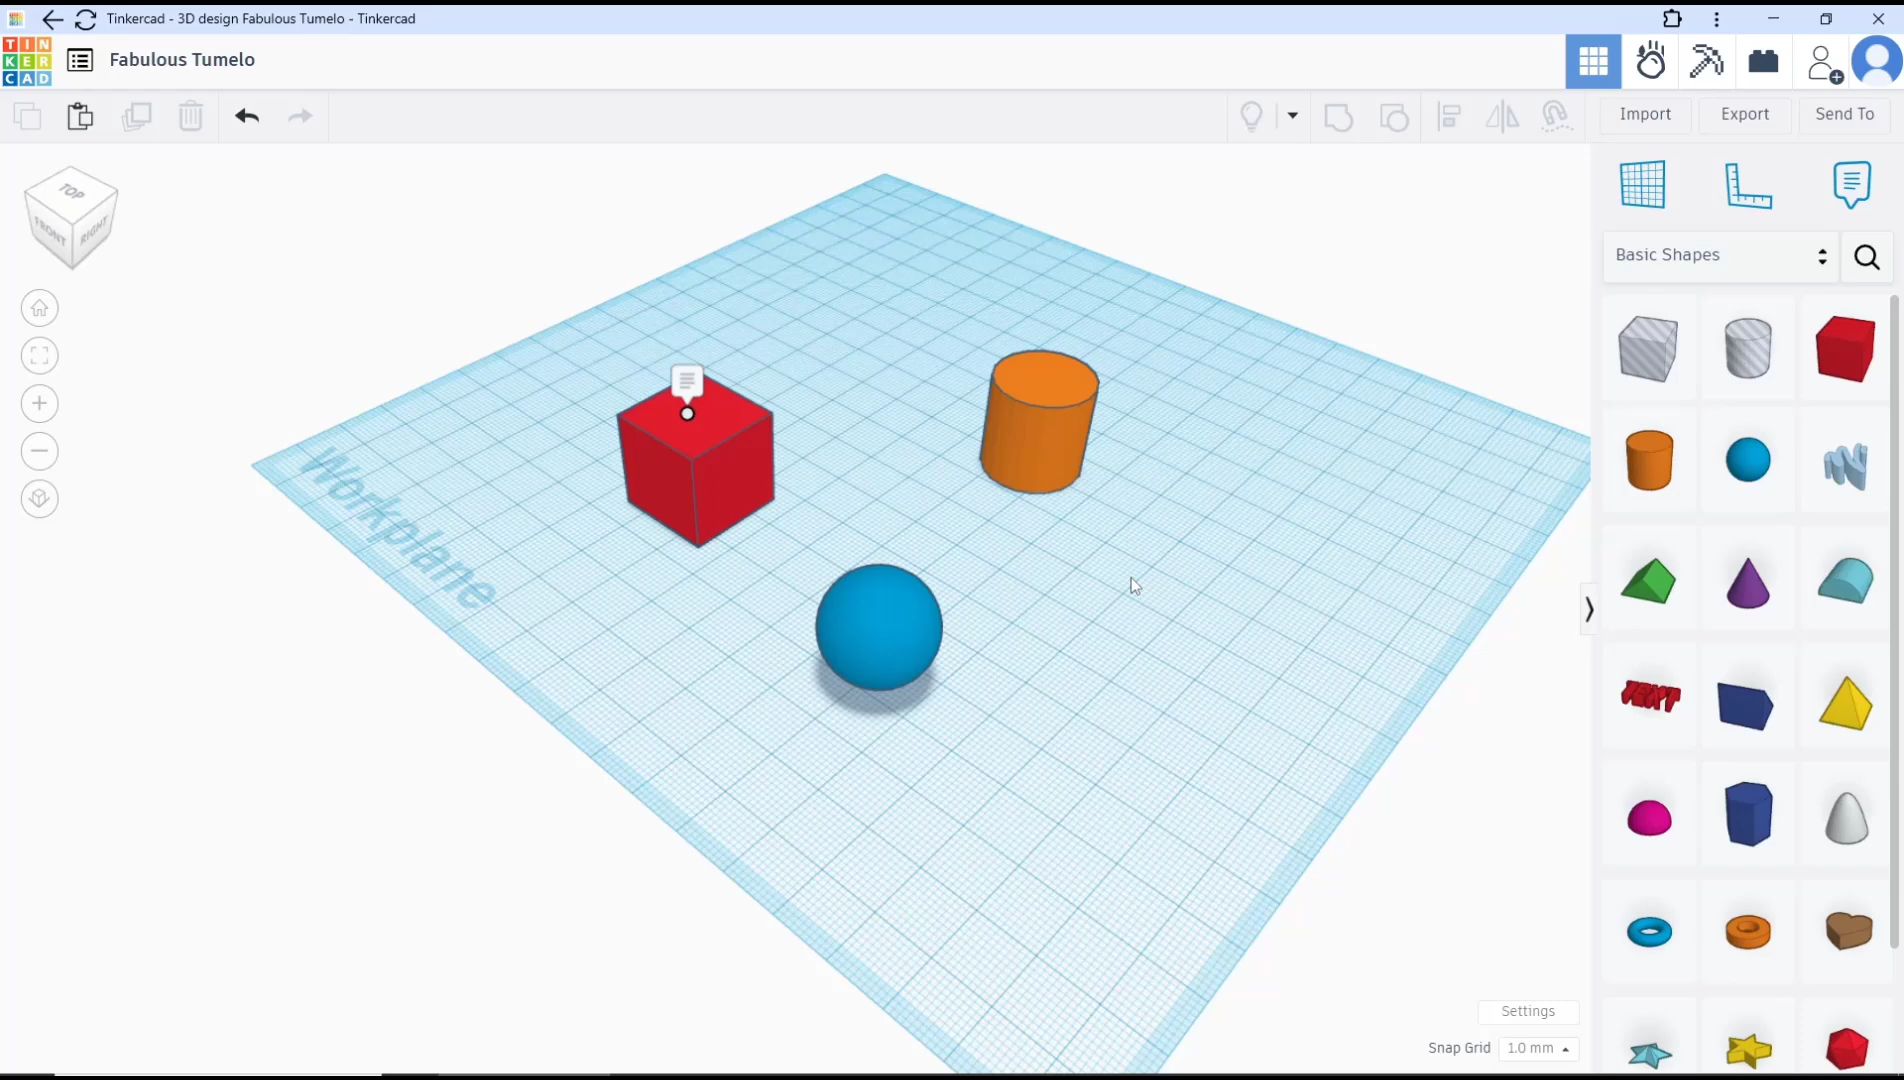 Tinkercad - 3D design Fabulous Tumelo - Tinkercad
TIN
KER
CAD
Fabulous Tumelo
Import
Export
Send To
TOP
FRONT
RIGHT
Basic Shapes
Workplane
TEXT
Settings
Snap Grid
1.0 mm